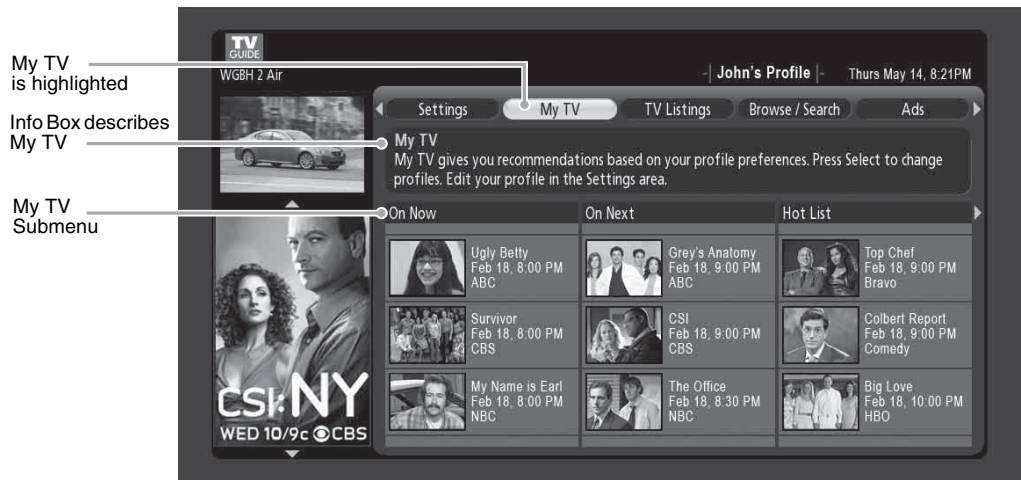 My TV
is highlighted
Info Box describes
My TV
My TV
Submenu
TV
GUIDE
WGBH 2 Air
-| John's Profile |-
Thurs May 14, 8:21PM
Settings
My TV
TV Listings
Browse / Search
Ads
My TV
My TV gives you recommendations based on your profile preferences. Press Select to change
profiles. Edit your profile in the Settings area.
On Now
On Next
Hot List
Ugly Betty
Feb 18, 8:00 PM
ABC
Grey's Anatomy
Feb 18, 9:00 PM
ABC
Top Chef
Feb 18, 9:00 PM
Bravo
Survivor
Feb 18, 8:00 PM
CBS
CSI
Feb 18, 9:00 PM
CBS
Colbert Report
Feb 18, 9:00 PM
Comedy
My Name is Earl
Feb 18, 8:00 PM
NBC
The Office
Feb 18, 8:30 PM
NBC
Big Love
Feb 18, 10:00 PM
HBO
CSI: NY
WED 10/9c CBS